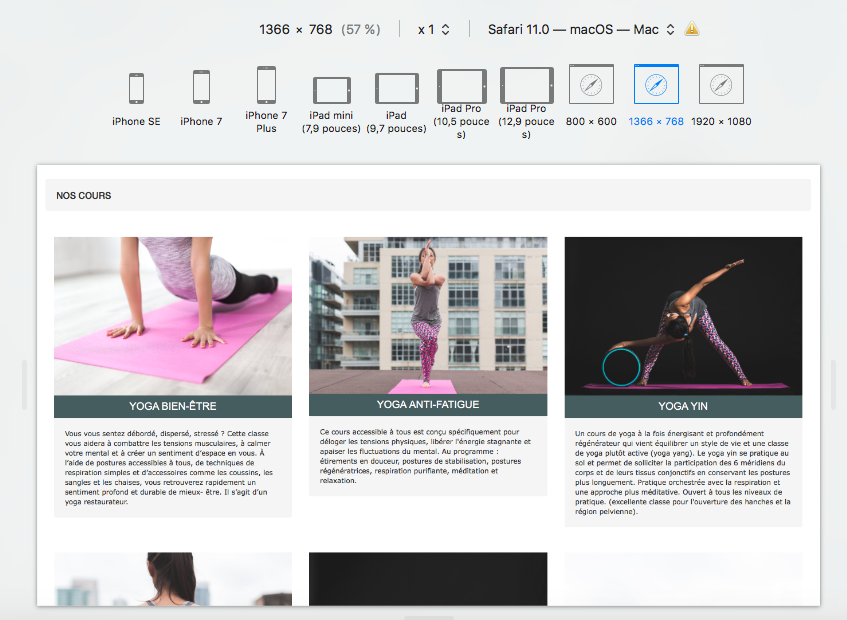 1366 × 768 (57 %) x 1 Safari 11.0 — macOS — Mac
iPhone SE
iPhone 7
iPhone 7
Plus
iPad mini
(7,9 pouces)
iPad
(9,7 pouces)
iPad Pro
(10,5 pouce
s)
iPad Pro
(12,9 pouce
s)
800 × 600
1366 × 768
1920 × 1080
NOS COURS
YOGA BIEN-ÊTRE
Vous vous sentez débordé, dispersé, stressé ? Cette classe
vous aidera à combattre les tensions musculaires, à calmer
votre mental et à créer un sentiment d'espace en vous. À
l'aide de postures accessibles à tous, de techniques de
respiration simples et d'accessoires comme les coussins, les
sangles et les chaises, vous retrouverez rapidement un
sentiment profond et durable de mieux- être. Il s'agit d'un
yoga restaurateur.
YOGA ANTI-FATIGUE
Ce cours accessible à tous est conçu spécifiquement pour
déloger les tensions physiques, libérer l'énergie stagnante et
apaiser les fluctuations du mental. Au programme :
étirements en douceur, postures de stabilisation, postures
régénératrices, respiration purifiante, méditation et
relaxation.
YOGA YIN
Un cours de yoga à la fois énergisant et profondément
régénérateur qui vient équilibrer un style de vie et une classe
de yoga plutôt active (yoga yang). Le yoga yin se pratique au
sol et permet de solliciter la participation des 6 méridiens du
corps et de leurs tissus conjonctifs en conservant les postures
plus longuement. Pratique orchestrée avec la respiration et
une approche plus méditative. Ouvert à tous les niveaux de
pratique. (excellente classe pour l'ouverture des hanches et la
région pelvienne).